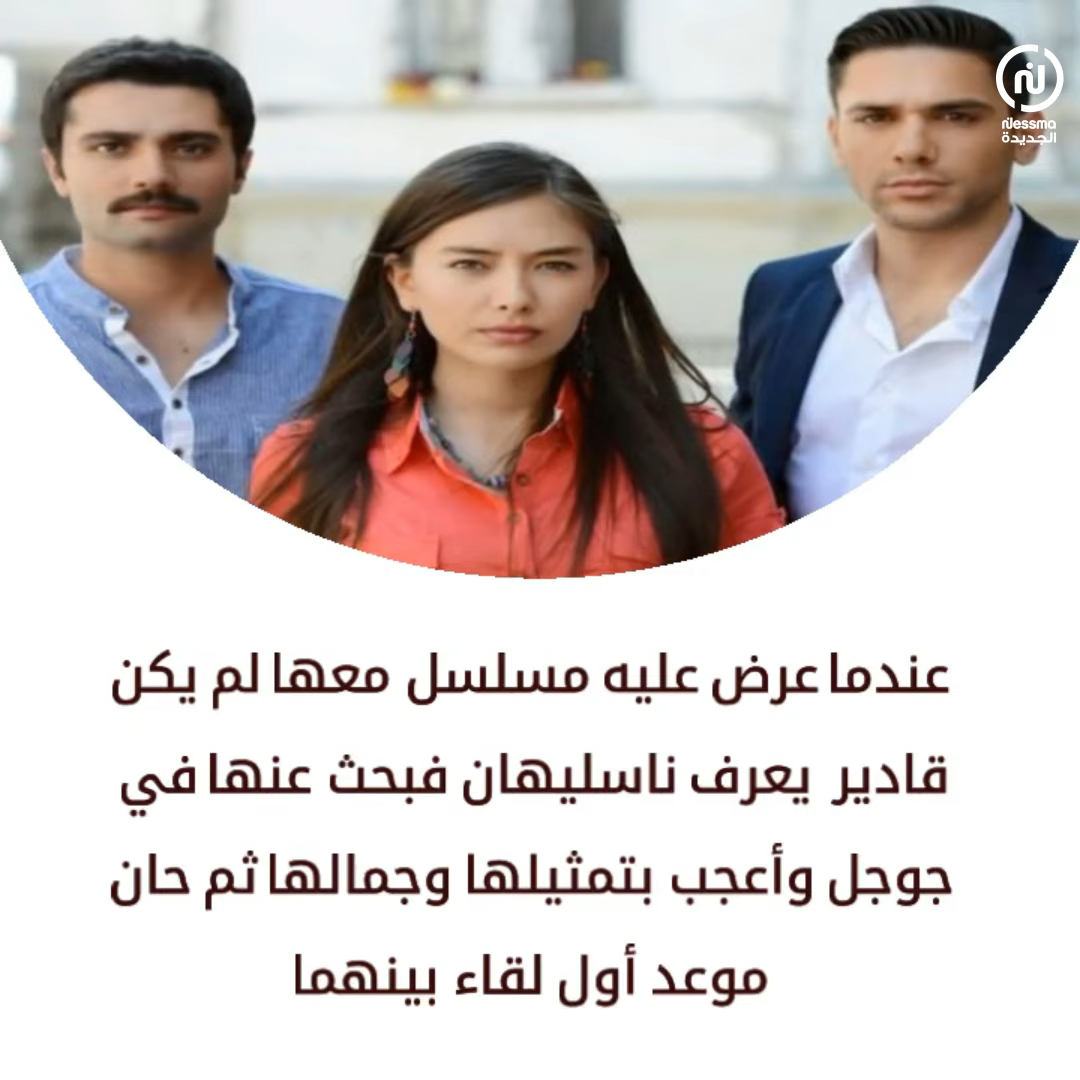 Nessma
الجديدة
عندما عرض عليه مسلسل معها لم يكن
قادير يعرف ناسليهان فبحث عنها في
جوجل وأعجب بتمثيلها وجمالها ثم حان
موعد أول لقاء بينهما